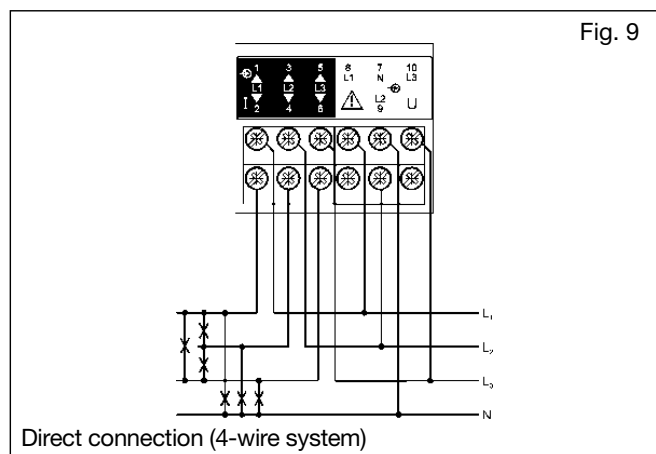 Fig. 9
1 3 5 8 7 10
L1 N L3
L1 L2 L3
L2
I 2 4 6 9 U
L1
L2
L3
N
Direct connection (4-wire system)